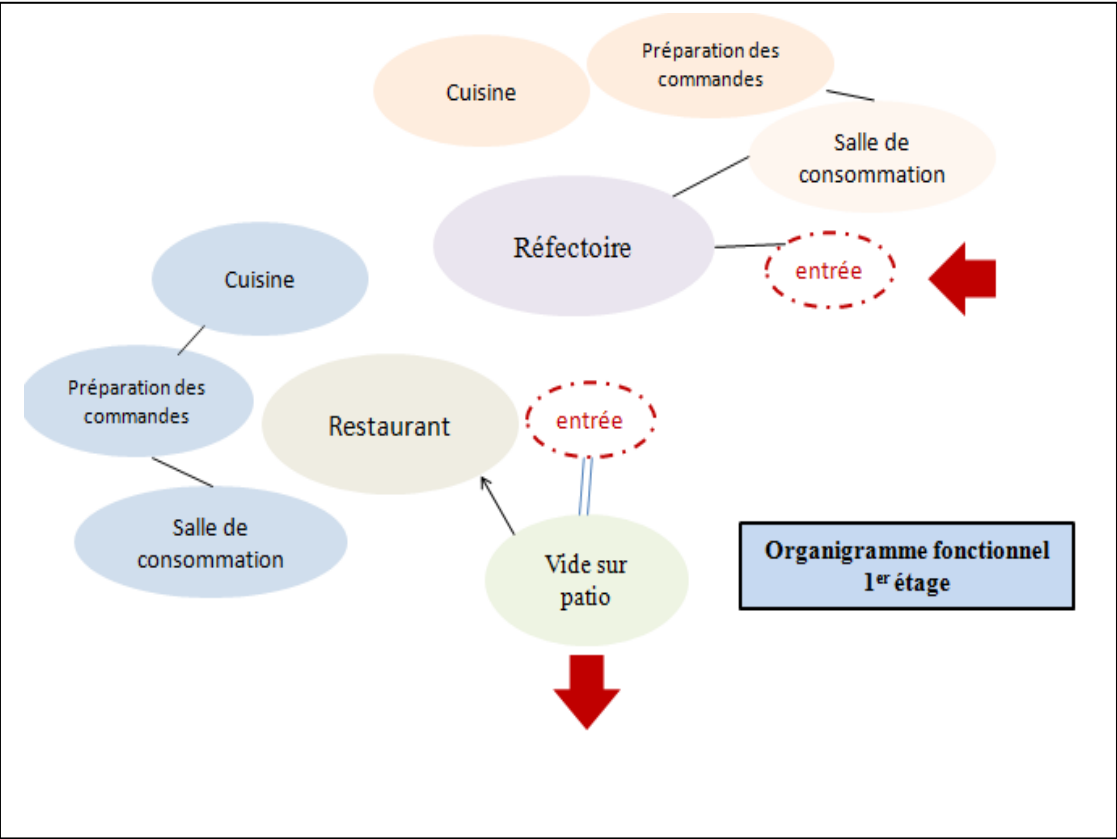 Préparation des
commandes
Cuisine
Salle de
consommation
Réfectoire
entrée
Cuisine
Préparation des
commandes
Restaurant
entrée
Salle de
consommation
Vide sur
patio
Organigramme fonctionnel
1er étage